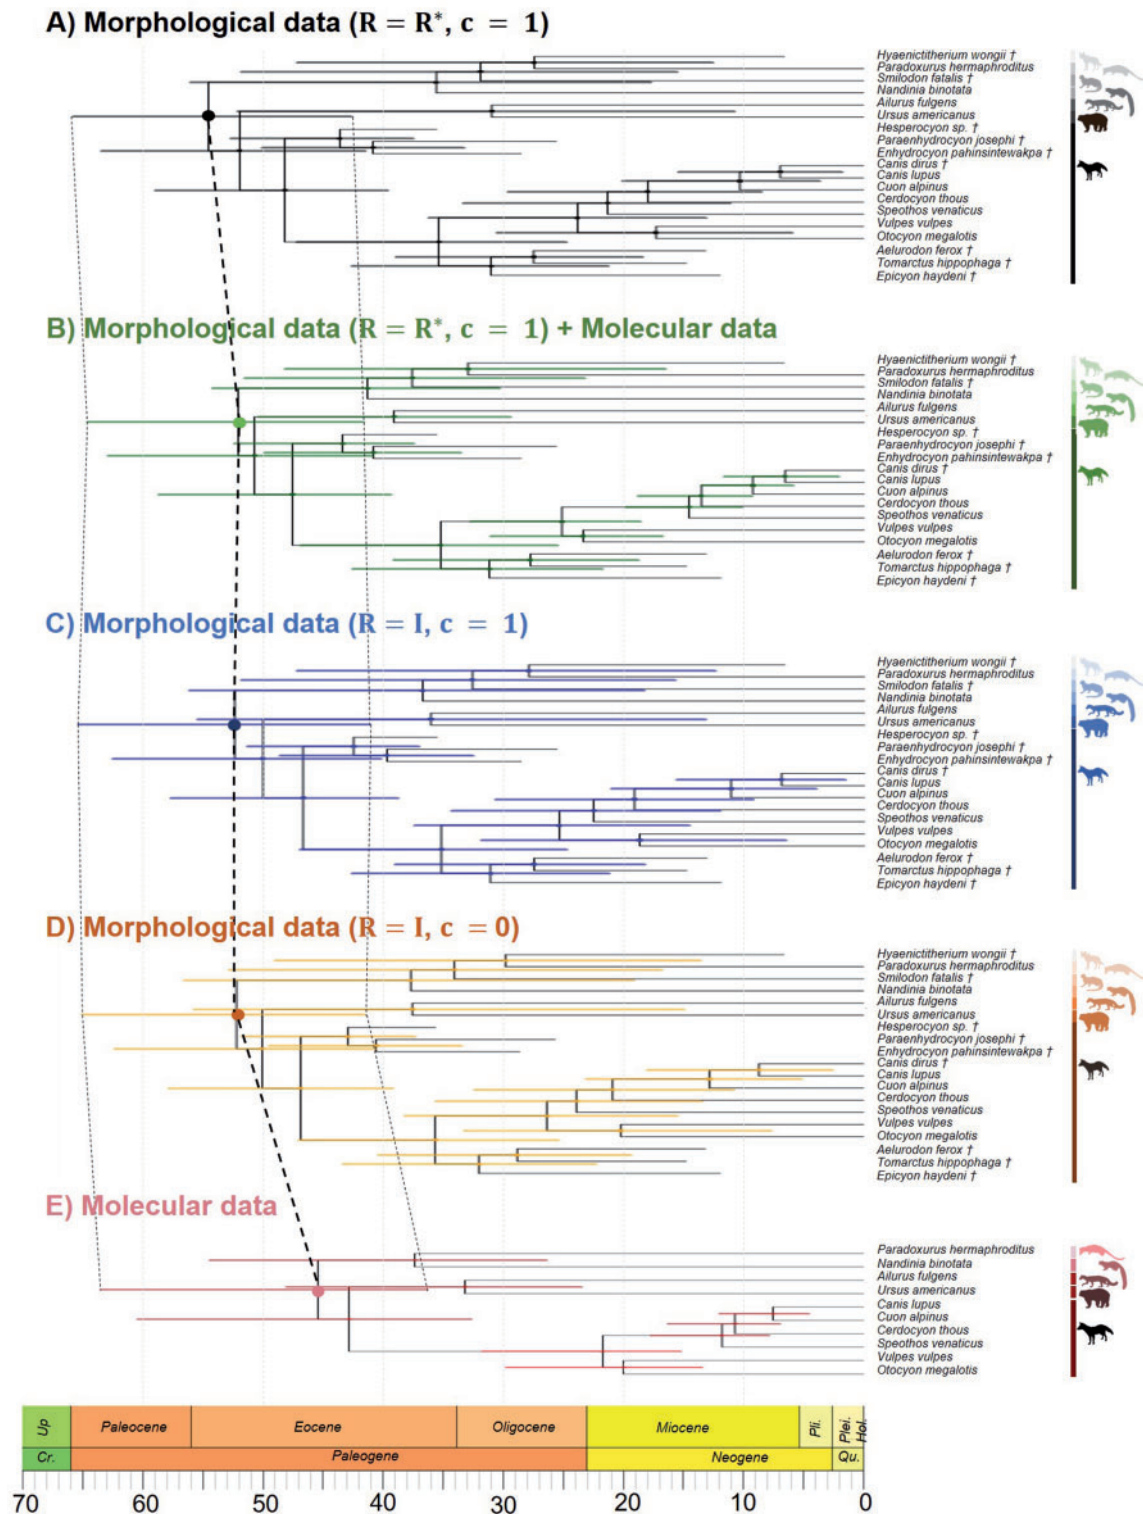 A) Morphological data (R = R*, c = 1)
Hyaenictitherium wongii †
Paradoxurus hermaphroditus
Smilodon fatalis †
Nandinia binotata
Ailurus fulgens
Ursus americanus
Hesperocyon sp. †
Paraenhydrocyon josephi †
Enhydrocyon pahinsintewakpa †
Canis dirus †
Canis lupus
Cuon alpinus
Cerdocyon thous
Speothos venaticus
Vulpes vulpes
Otocyon megalotis
Aelurodon ferox †
Tomarctus hippophaga †
Epicyon haydeni †
B) Morphological data (R = R*, c = 1) + Molecular data
Hyaenictitherium wongii †
Paradoxurus hermaphroditus
Smilodon fatalis †
Nandinia binotata
Ailurus fulgens
Ursus americanus
Hesperocyon sp. †
Paraenhydrocyon josephi †
Enhydrocyon pahinsintewakpa †
Canis dirus †
Canis lupus
Cuon alpinus
Cerdocyon thous
Speothos venaticus
Vulpes vulpes
Otocyon megalotis
Aelurodon ferox †
Tomarctus hippophaga †
Epicyon haydeni †
C) Morphological data (R = I, c = 1)
Hyaenictitherium wongii †
Paradoxurus hermaphroditus
Smilodon fatalis †
Nandinia binotata
Ailurus fulgens
Ursus americanus
Hesperocyon sp. †
Paraenhydrocyon josephi †
Enhydrocyon pahinsintewakpa †
Canis dirus †
Canis lupus
Cuon alpinus
Cerdocyon thous
Speothos venaticus
Vulpes vulpes
Otocyon megalotis
Aelurodon ferox †
Tomarctus hippophaga †
Epicyon haydeni †
D) Morphological data (R = I, c = 0)
Hyaenictitherium wongii †
Paradoxurus hermaphroditus
Smilodon fatalis †
Nandinia binotata
Ailurus fulgens
Ursus americanus
Hesperocyon sp. †
Paraenhydrocyon josephi †
Enhydrocyon pahinsintewakpa †
Canis dirus †
Canis lupus
Cuon alpinus
Cerdocyon thous
Speothos venaticus
Vulpes vulpes
Otocyon megalotis
Aelurodon ferox †
Tomarctus hippophaga †
Epicyon haydeni †
E) Molecular data
Paradoxurus hermaphroditus
Nandinia binotata
Ailurus fulgens
Ursus americanus
Canis lupus
Cuon alpinus
Cerdocyon thous
Speothos venaticus
Vulpes vulpes
Otocyon megalotis
Up Paleocene Eocene Oligocene Miocene Pli. Plei. Hol.
Cr. Paleogene Neogene Qu.
70 60 50 40 30 20 10 0